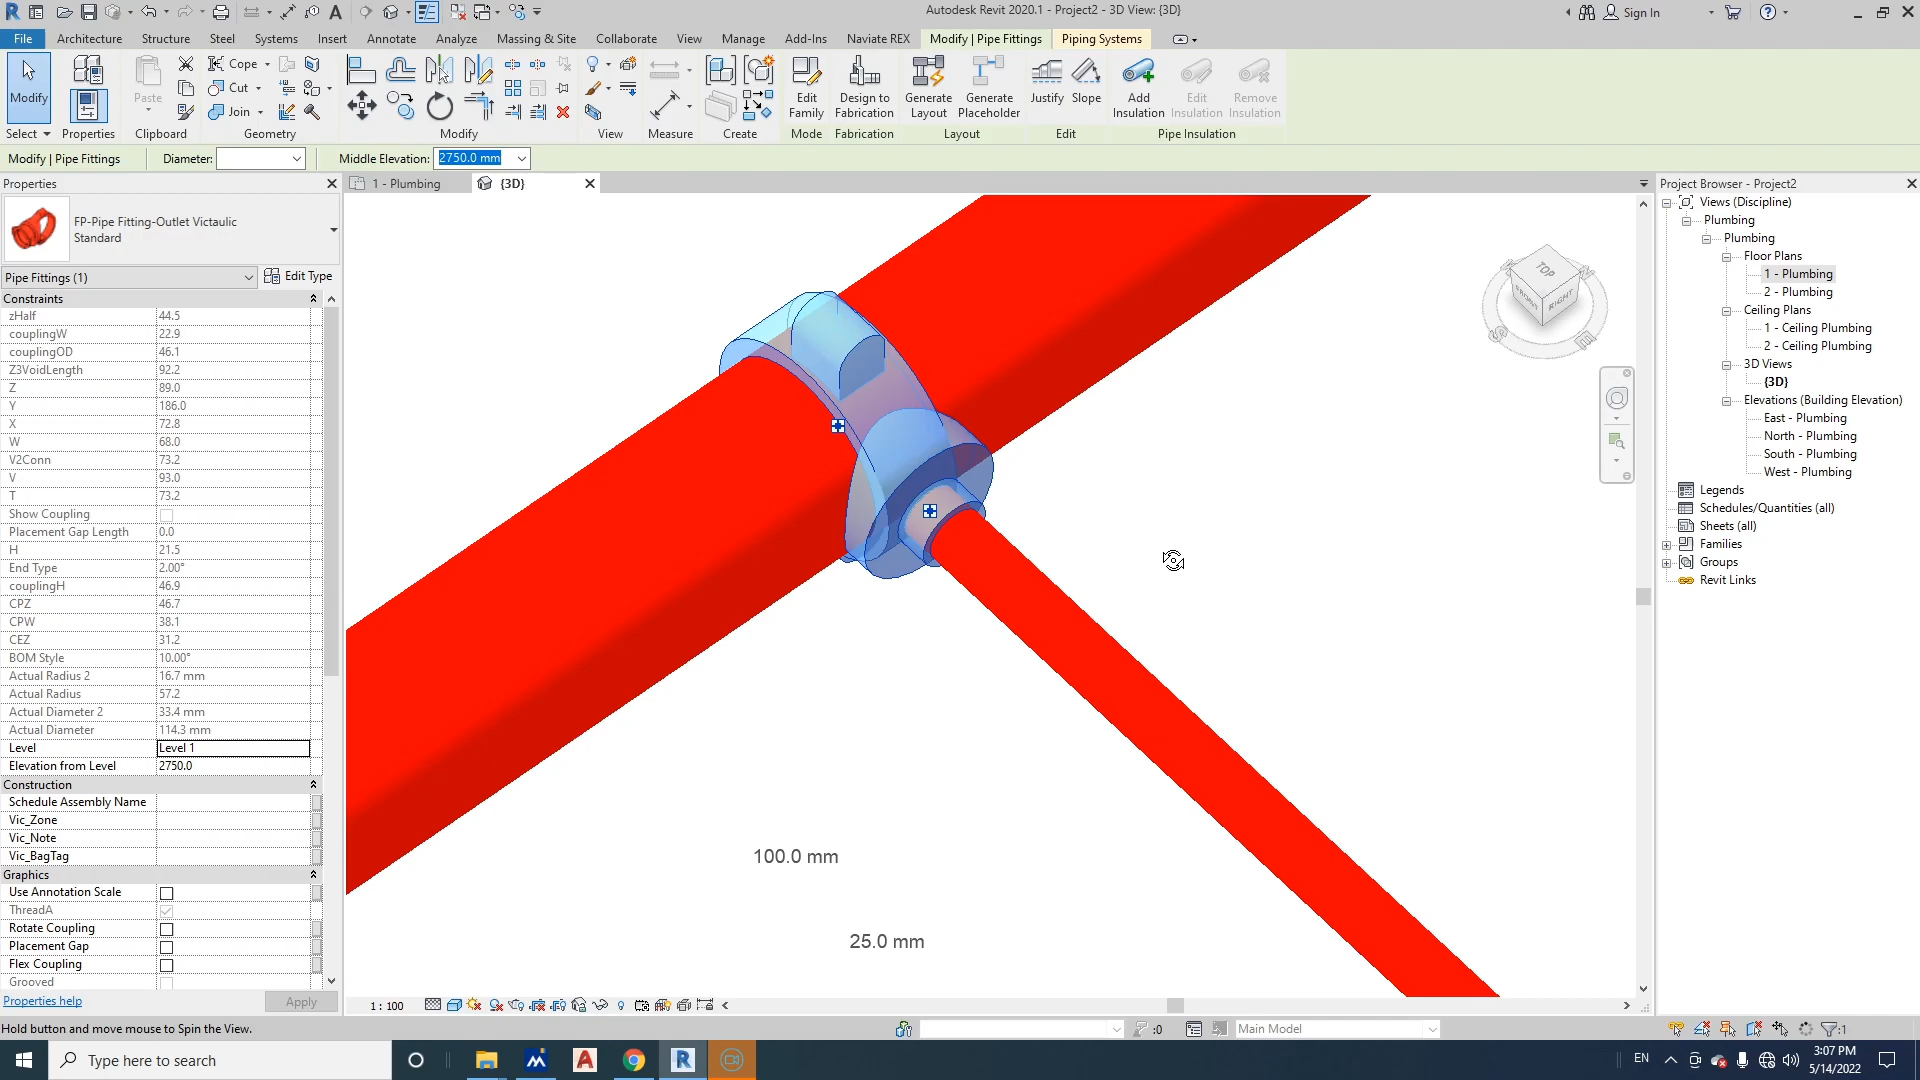 Autodesk Revit 2020.1 - Project2 - 3D View: {3D}
Sign In
File Architecture Structure Steel Systems Insert Annotate Analyze Massing & Site Collaborate View Manage Add-Ins Naviate REX Modify | Pipe Fittings Piping Systems
Modify
Paste
Cope
Cut
Join
Edit Family
Design to Fabrication
Generate Layout
Generate Placeholder
Justify
Slope
Add Insulation
Edit Insulation
Remove Insulation
Select Properties Clipboard Geometry Modify View Measure Create Mode Fabrication Layout Edit Pipe Insulation
Modify | Pipe Fittings Diameter: Middle Elevation: 2750.0 mm
Properties
1 - Plumbing
{3D}
Project Browser - Project2
FP-Pipe Fitting-Outlet Victaulic
Standard
Pipe Fittings (1)
Edit Type
Constraints
zHalf 44.5
couplingW 22.9
couplingOD 46.1
Z3VoidLength 92.2
Z 89.0
Y 186.0
X 72.8
W 68.0
V2Conn 73.2
V 93.0
T 73.2
Show Coupling
Placement Gap Length 0.0
H 21.5
End Type 2.00°
couplingH 46.9
CPZ 46.7
CPW 38.1
CEZ 31.2
BOM Style 10.00°
Actual Radius 2 16.7 mm
Actual Radius 57.2
Actual Diameter 2 33.4 mm
Actual Diameter 114.3 mm
Level Level 1
Elevation from Level 2750.0
Construction
Schedule Assembly Name
Vic_Zone
Vic_Note
Vic_BagTag
Graphics
Use Annotation Scale
ThreadA
Rotate Coupling
Placement Gap
Flex Coupling
Grooved
Properties help
Apply
TOP
FRONT
RIGHT
100.0 mm
25.0 mm
1 : 100
Views (Discipline)
Plumbing
Plumbing
Floor Plans
1 - Plumbing
2 - Plumbing
Ceiling Plans
1 - Ceiling Plumbing
2 - Ceiling Plumbing
3D Views
{3D}
Elevations (Building Elevation)
East - Plumbing
North - Plumbing
South - Plumbing
West - Plumbing
Legends
Schedules/Quantities (all)
Sheets (all)
Families
Groups
Revit Links
Hold button and move mouse to Spin the View.
:0
Main Model
:1
Type here to search
EN
3:07 PM
5/14/2022